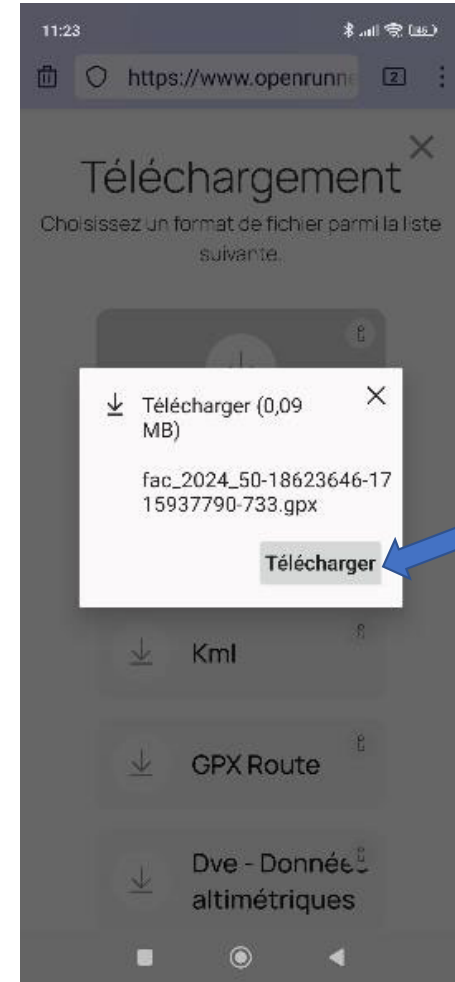 11:23
https://www.openrunne
2
Téléchargement
Choisissez un format de fichier parmi la liste
suivante.
Télécharger (0,09
MB)
fac_2024_50-18623646-17
15937790-733.gpx
Télécharger
Kml
GPX Route
Dve - Données
altimétriques